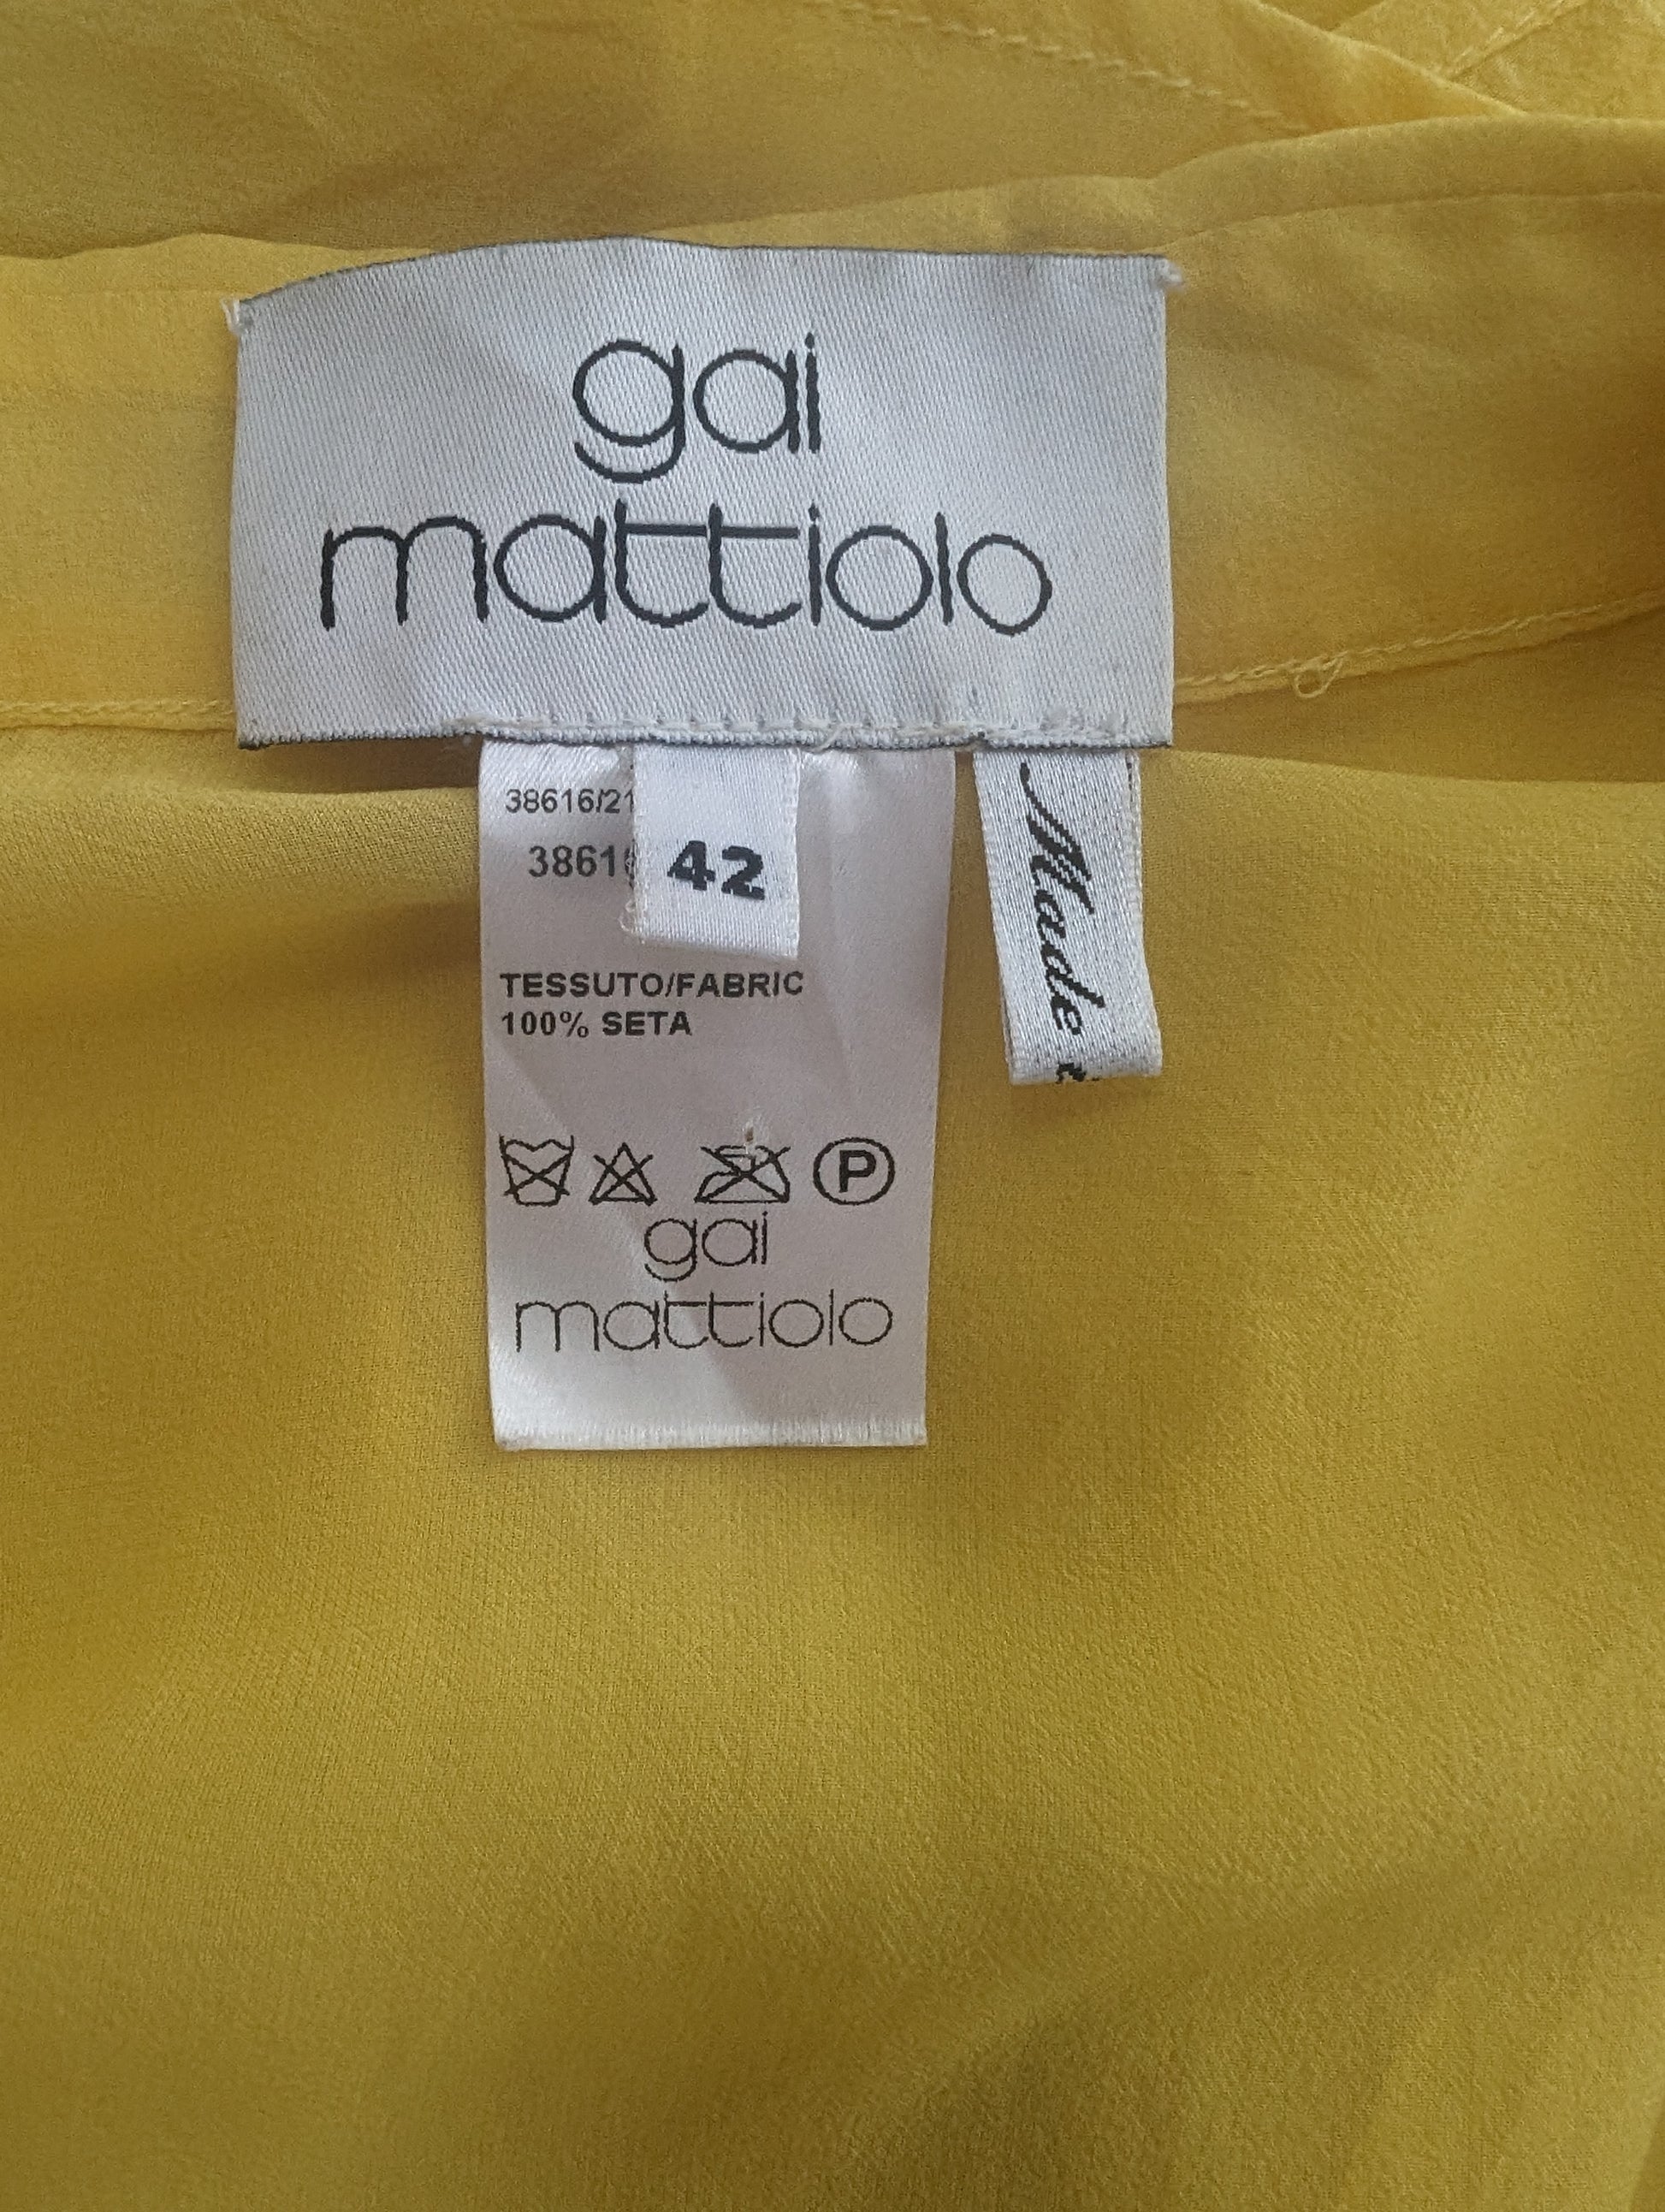 gai
mattiolo
38616/21
3861
42
Made
TESSUTO/FABRIC
100% SETA
P
gai
mattiolo